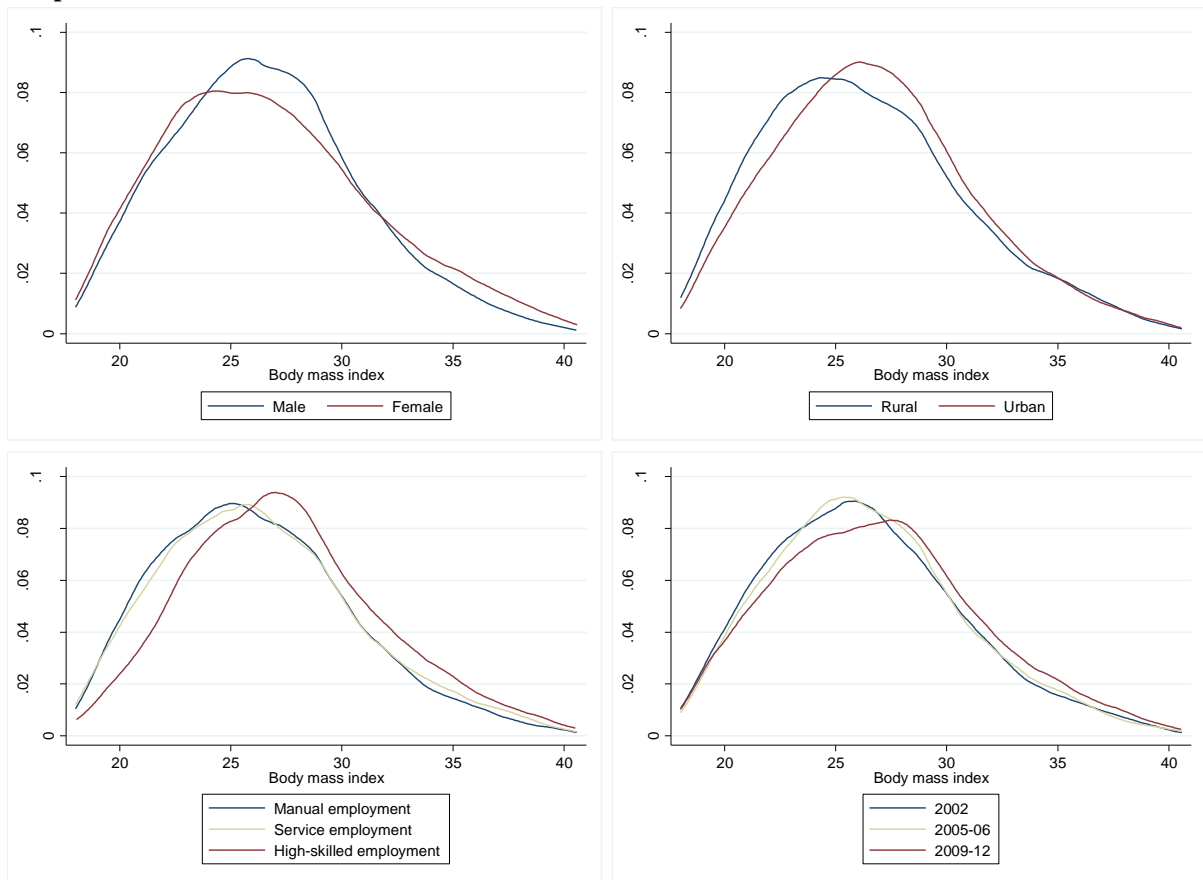 .1
.08
.06
.04
.02
0
20 25 30 35 40
Body mass index
Male Female
.1
.08
.06
.04
.02
0
20 25 30 35 40
Body mass index
Rural Urban
.1
.08
.06
.04
.02
0
20 25 30 35 40
Body mass index
Manual employment
Service employment
High-skilled employment
.1
.08
.06
.04
.02
0
20 25 30 35 40
Body mass index
2002
2005-06
2009-12